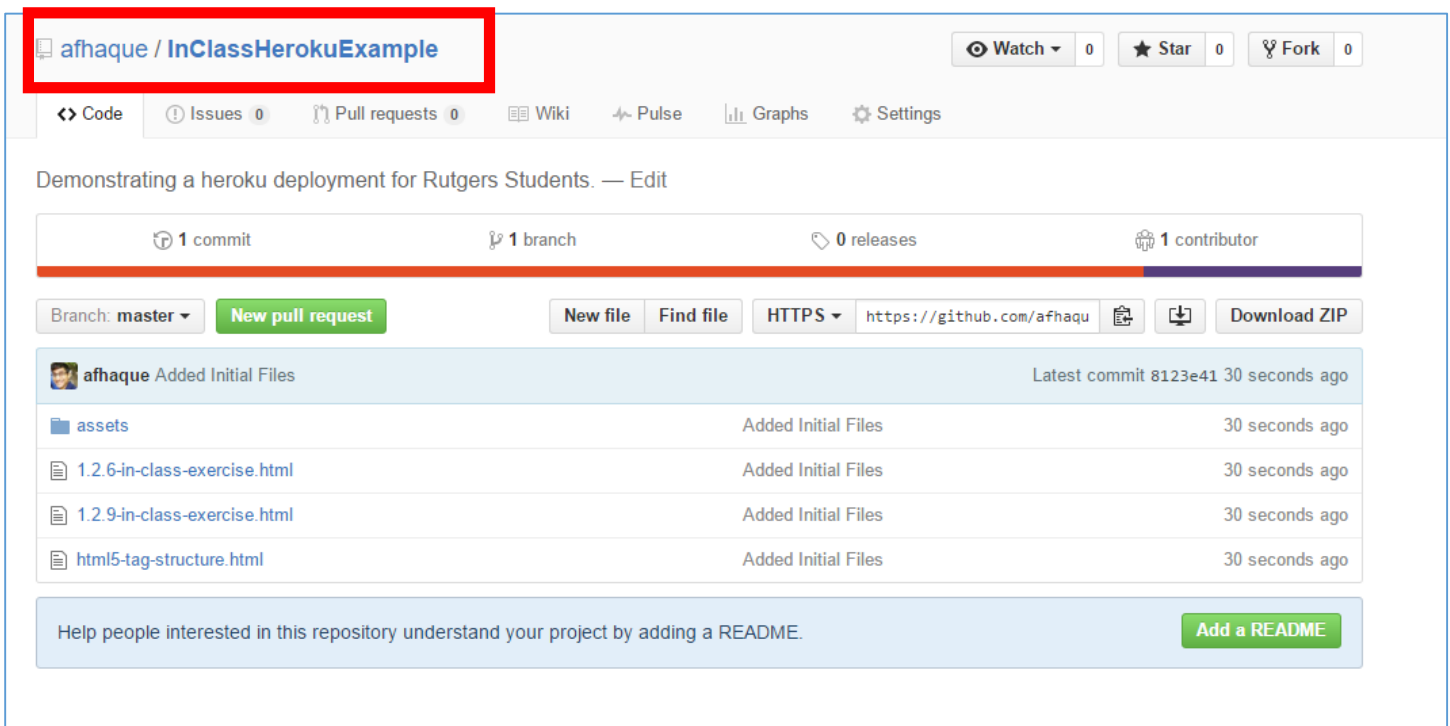 afhaque / InClassHerokuExample
Watch 0 Star 0 Fork 0
Code Issues 0 Pull requests 0 Wiki Pulse Graphs Settings
Demonstrating a heroku deployment for Rutgers Students. — Edit
1 commit 1 branch 0 releases 1 contributor
Branch: master New pull request New file Find file HTTPS https://github.com/afhaqu Download ZIP
afhaque Added Initial Files Latest commit 8123e41 30 seconds ago
assets Added Initial Files 30 seconds ago
1.2.6-in-class-exercise.html Added Initial Files 30 seconds ago
1.2.9-in-class-exercise.html Added Initial Files 30 seconds ago
html5-tag-structure.html Added Initial Files 30 seconds ago
Help people interested in this repository understand your project by adding a README. Add a README